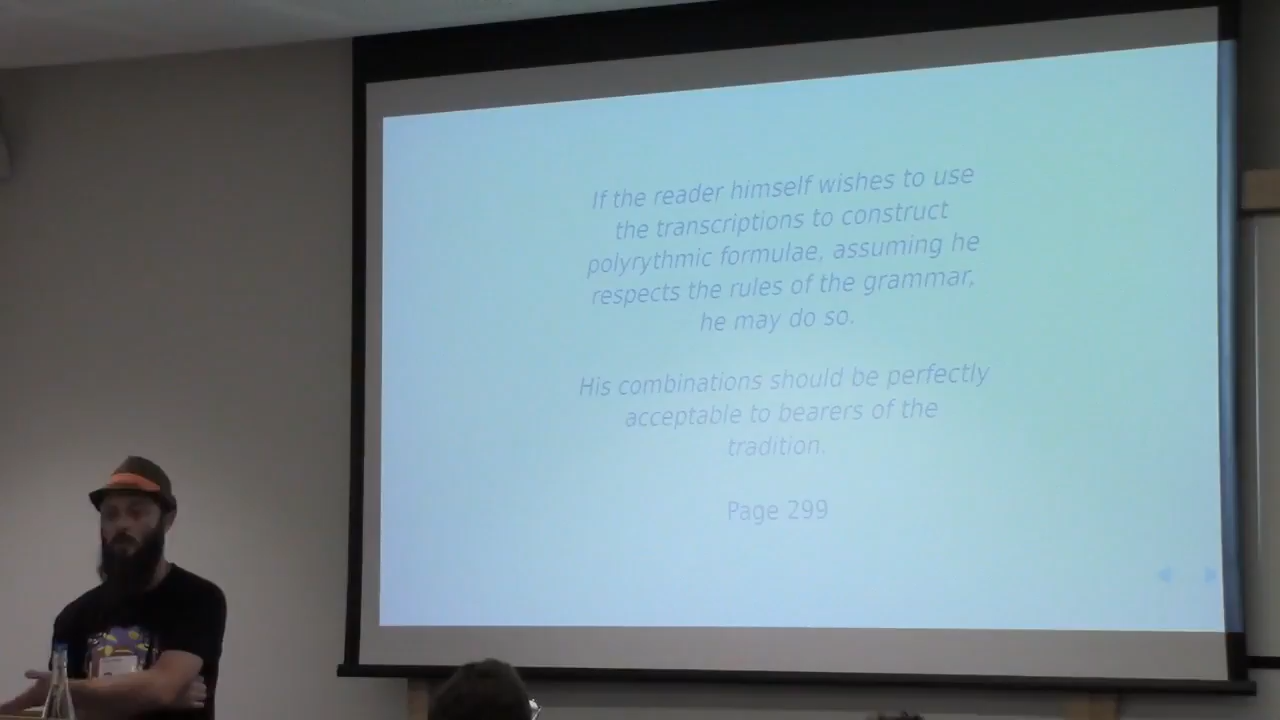 If the reader himself wishes to use
the transcriptions to construct
polyrythmic formulae, assuming he
respects the rules of the grammar,
he may do so.
His combinations should be perfectly
acceptable to bearers of the
tradition.
Page 299